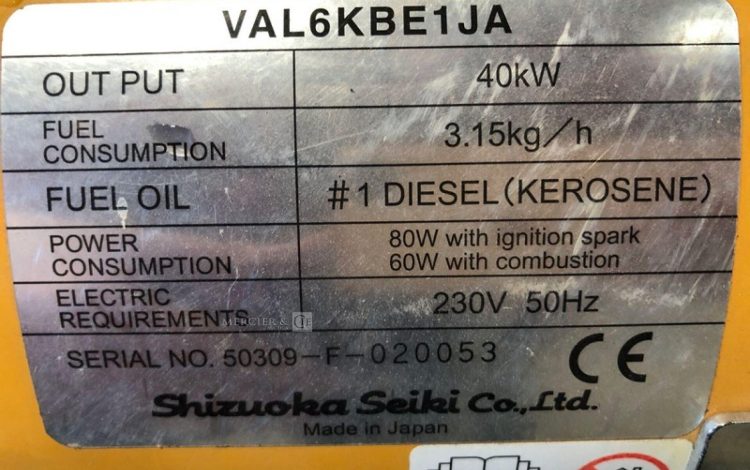 VAL6KBE1JA
OUT PUT 40kW
FUEL CONSUMPTION 3.15kg/h
FUEL OIL #1 DIESEL(KEROSENE)
POWER CONSUMPTION 80W with ignition spark
60W with combustion
ELECTRIC REQUIREMENTS 230V 50Hz
MERCIER &
SERIAL NO. 50309-F-020053 CE
Shizuoka Seiki Co.,Ltd.
Made in Japan